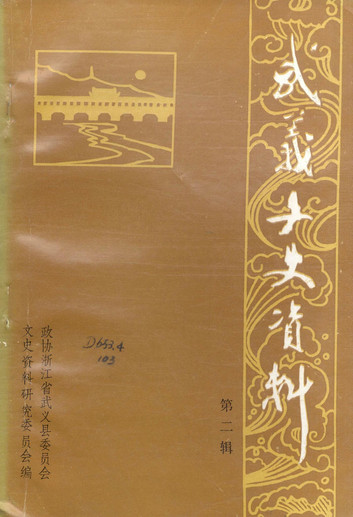 武義文史资料
第二辑
政协浙江省武义县委员会
文史资料研究委员会编
D652.4
103